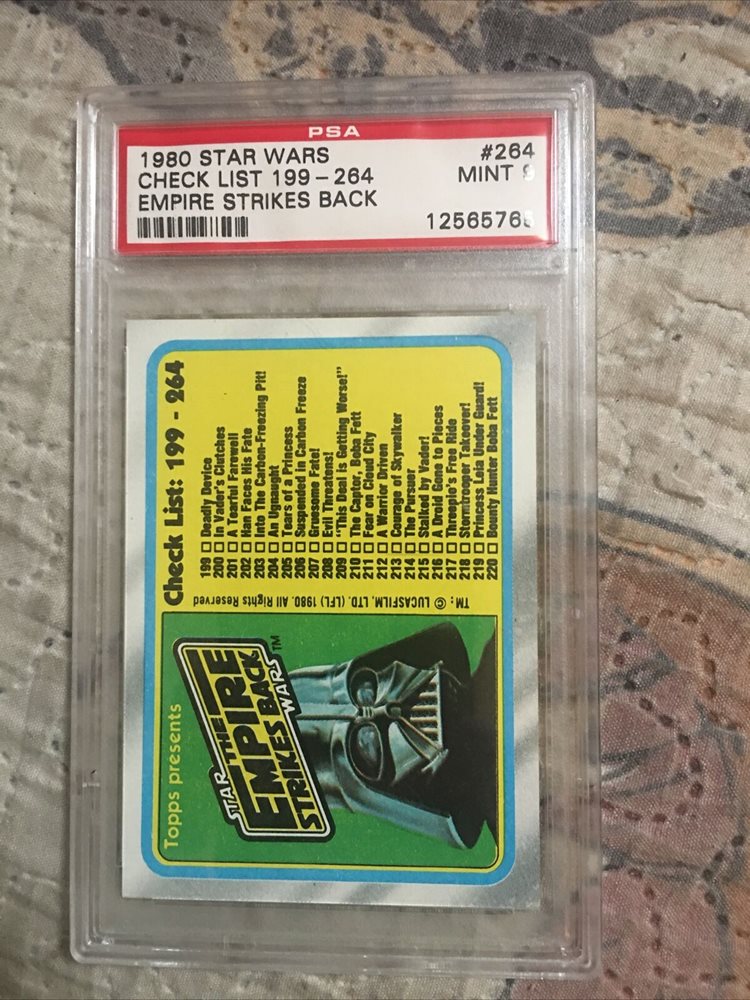 PSA
1980 STAR WARS #264
CHECK LIST 199-264 MINT 9
EMPIRE STRIKES BACK
Topps presents
STAR THE
EMPIRE
STRIKES BACK
WARS™
Check List: 199 - 264
199 □ Deadly Device
200 □ In Vader's Clutches
201 □ A Tearful Farewell
202 □ Han Faces His Fate
203 □ Into The Carbon-Freezing Pit!
204 □ An Ugnaught
205 □ Tears of a Princess
206 □ Suspended in Carbon Freeze
207 □ Gruesome Fate!
208 □ Evil Threatens!
209 □ "This Deal is Getting Worse!"
210 □ The Captor, Boba Fett
211 □ Fear on Cloud City
212 □ A Warrior Driven
213 □ Courage of Skywalker
214 □ The Pursuer
215 □ Stalked by Vader!
216 □ A Droid Gone to Pieces
217 □ Threepio's Free Ride
218 □ Stormtrooper Takeover!
219 □ Princess Leia Under Guard!
220 □ Bounty Hunter Boba Fett
TM: © LUCASFILM, LTD. (LFL) 1980. All Rights Reserved